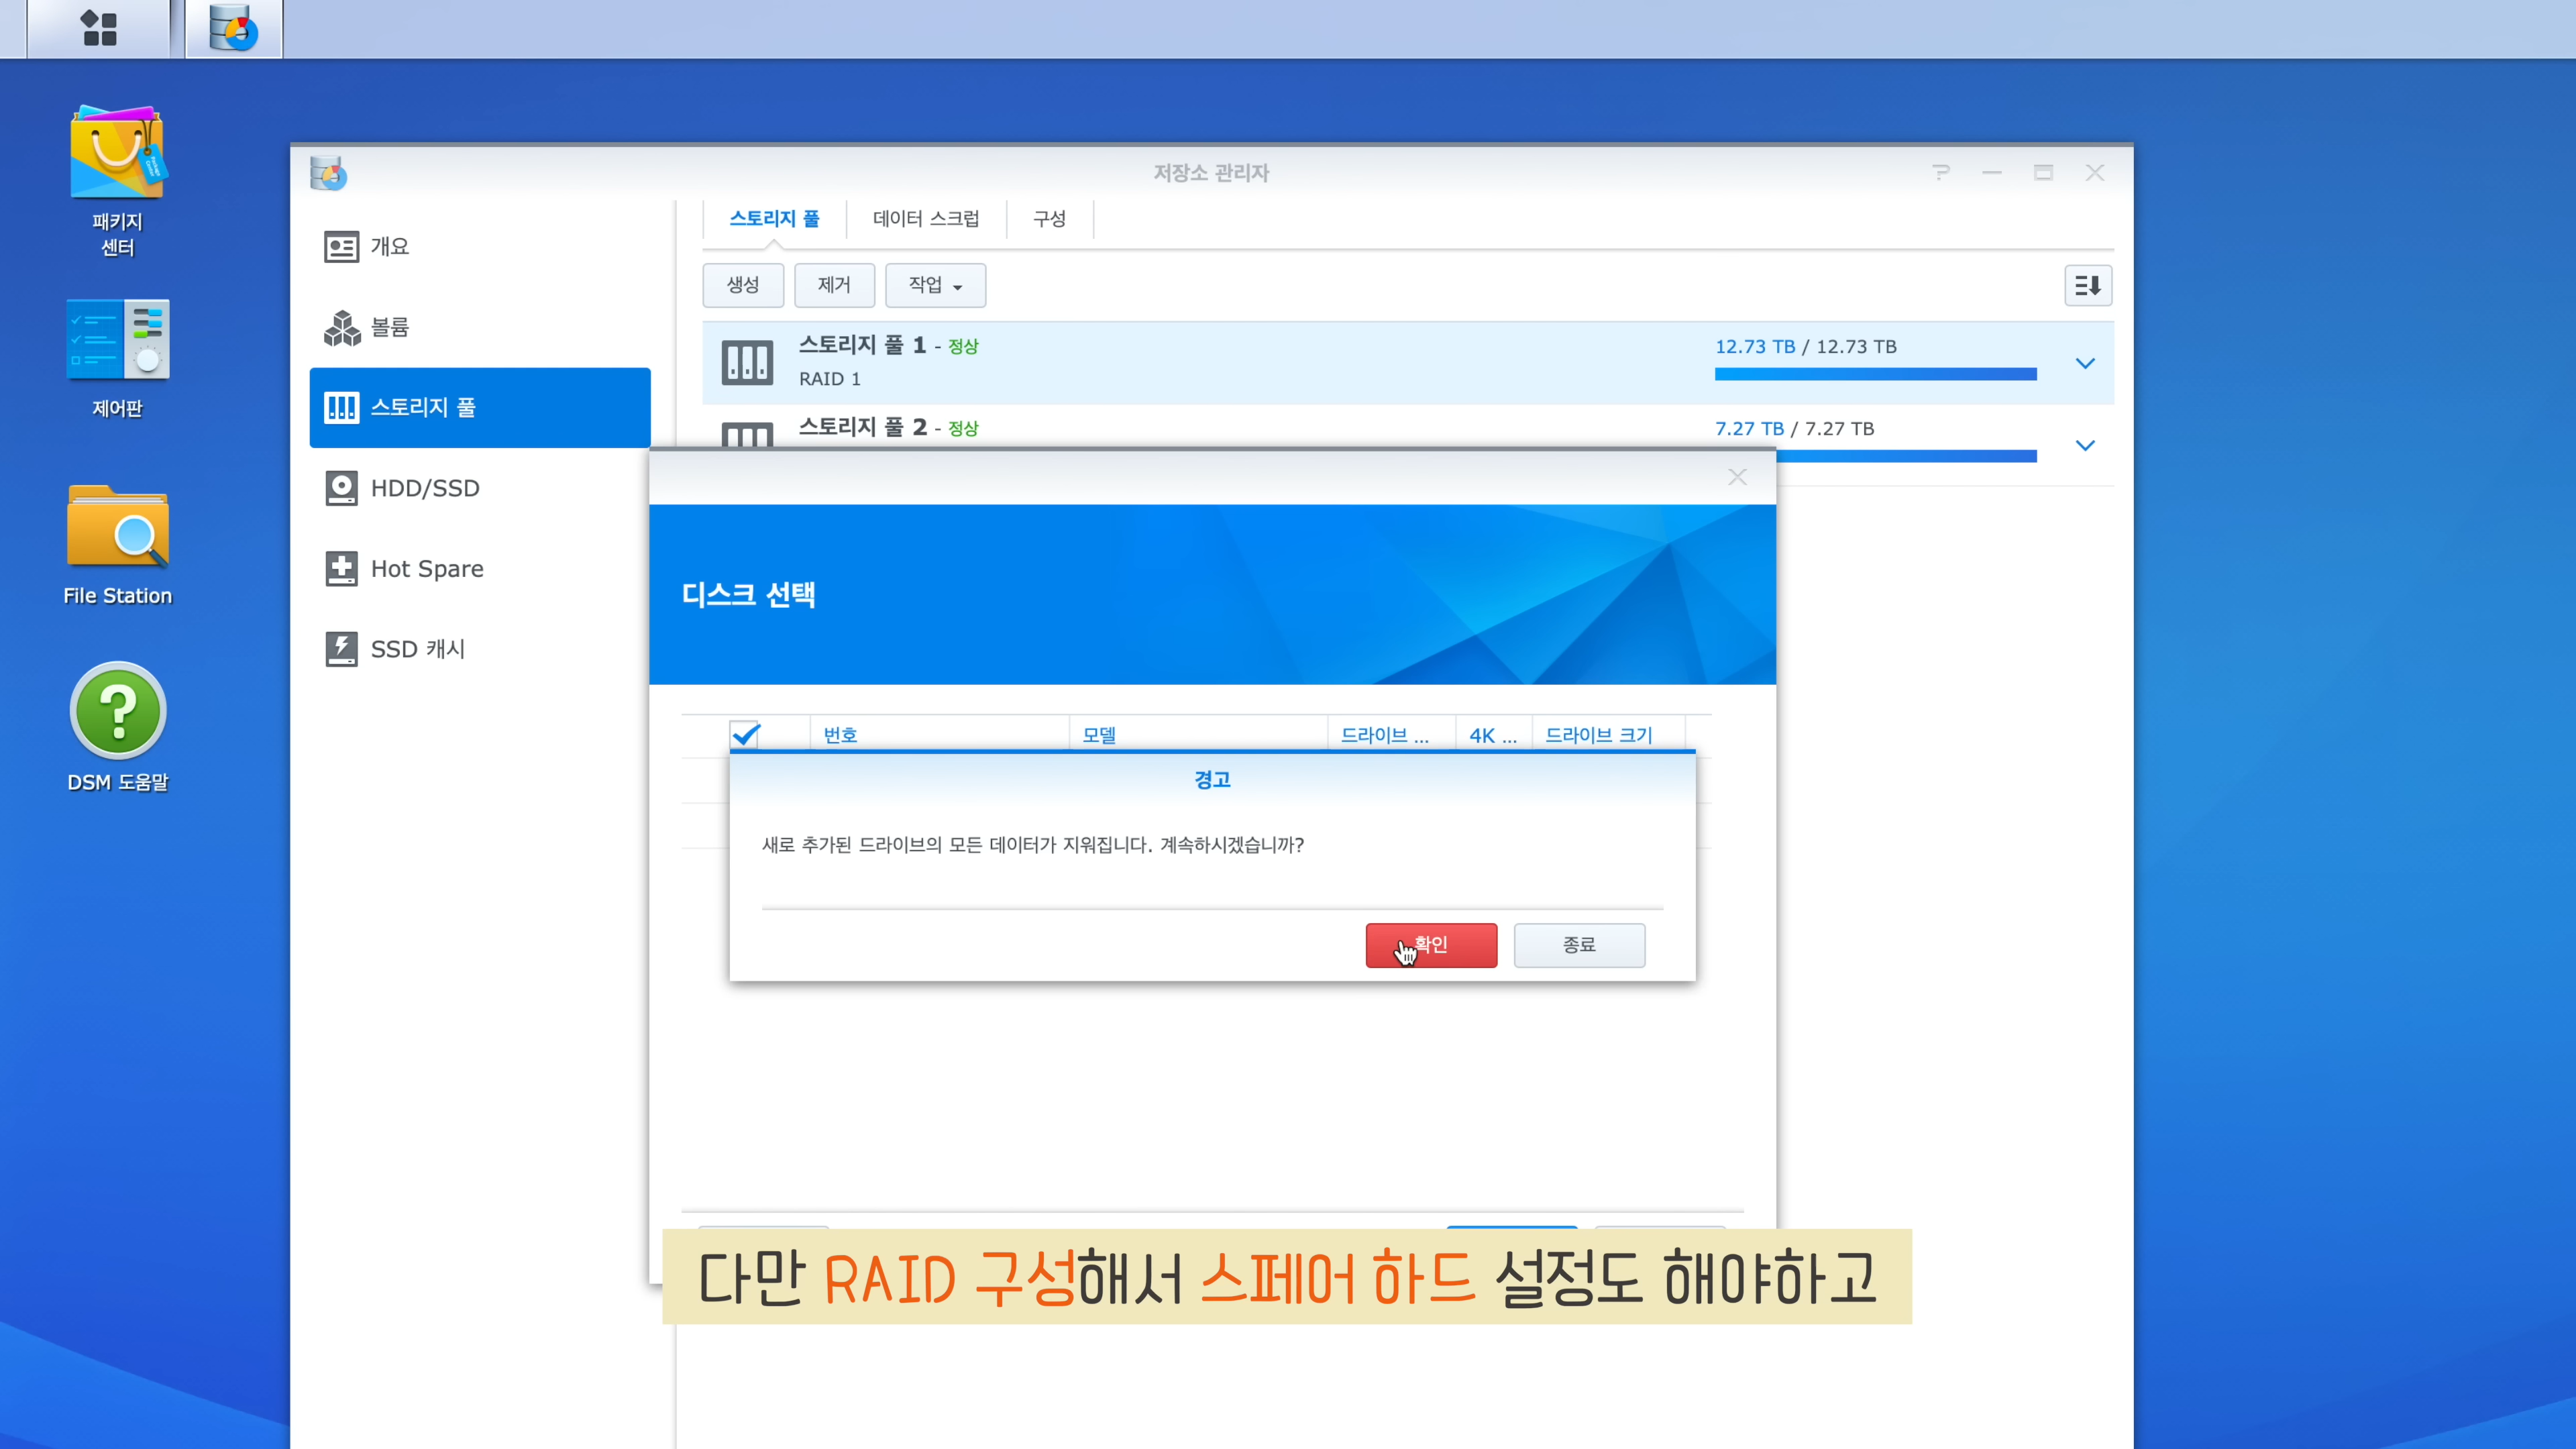 저장소 관리자
패키지
센터
제어판
File Station
DSM 도움말
개요
볼륨
스토리지 풀
HDD/SSD
Hot Spare
SSD 캐시
스토리지 풀
데이터 스크럽
구성
생성
제거
작업
스토리지 풀 1 - 정상
RAID 1
12.73 TB / 12.73 TB
스토리지 풀 2 - 정상
7.27 TB / 7.27 TB
디스크 선택
번호
모델
드라이브 ...
4K ...
드라이브 크기
경고
새로 추가된 드라이브의 모든 데이터가 지워집니다. 계속하시겠습니까?
확인
종료
다만 RAID 구성해서 스페어 하드 설정도 해야하고